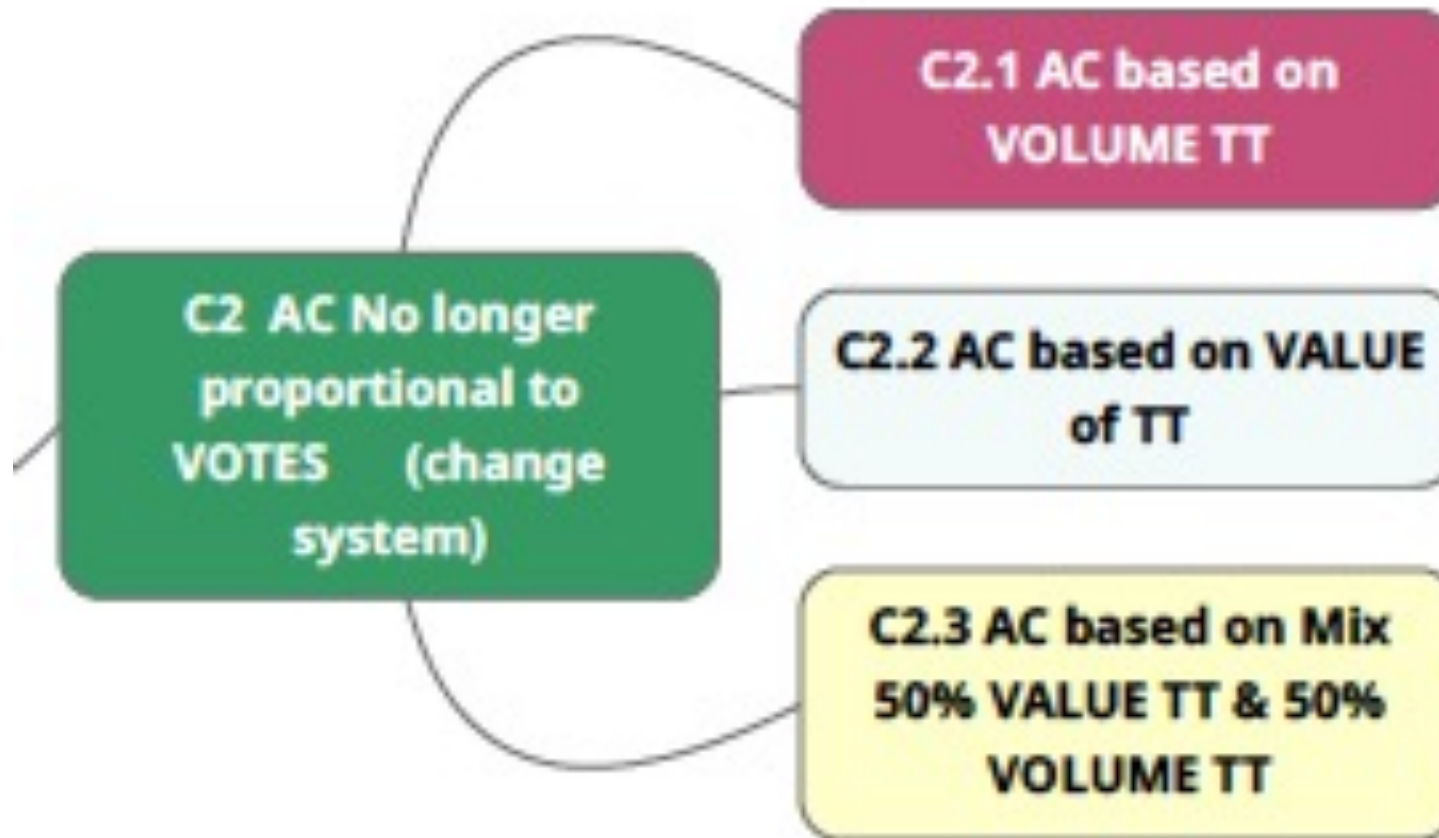 C2.1 AC based on
VOLUME TT
C2 AC No longer
proportional to
VOTES (change
system)
C2.2 AC based on VALUE
of TT
C2.3 AC based on Mix
50% VALUE TT & 50%
VOLUME TT